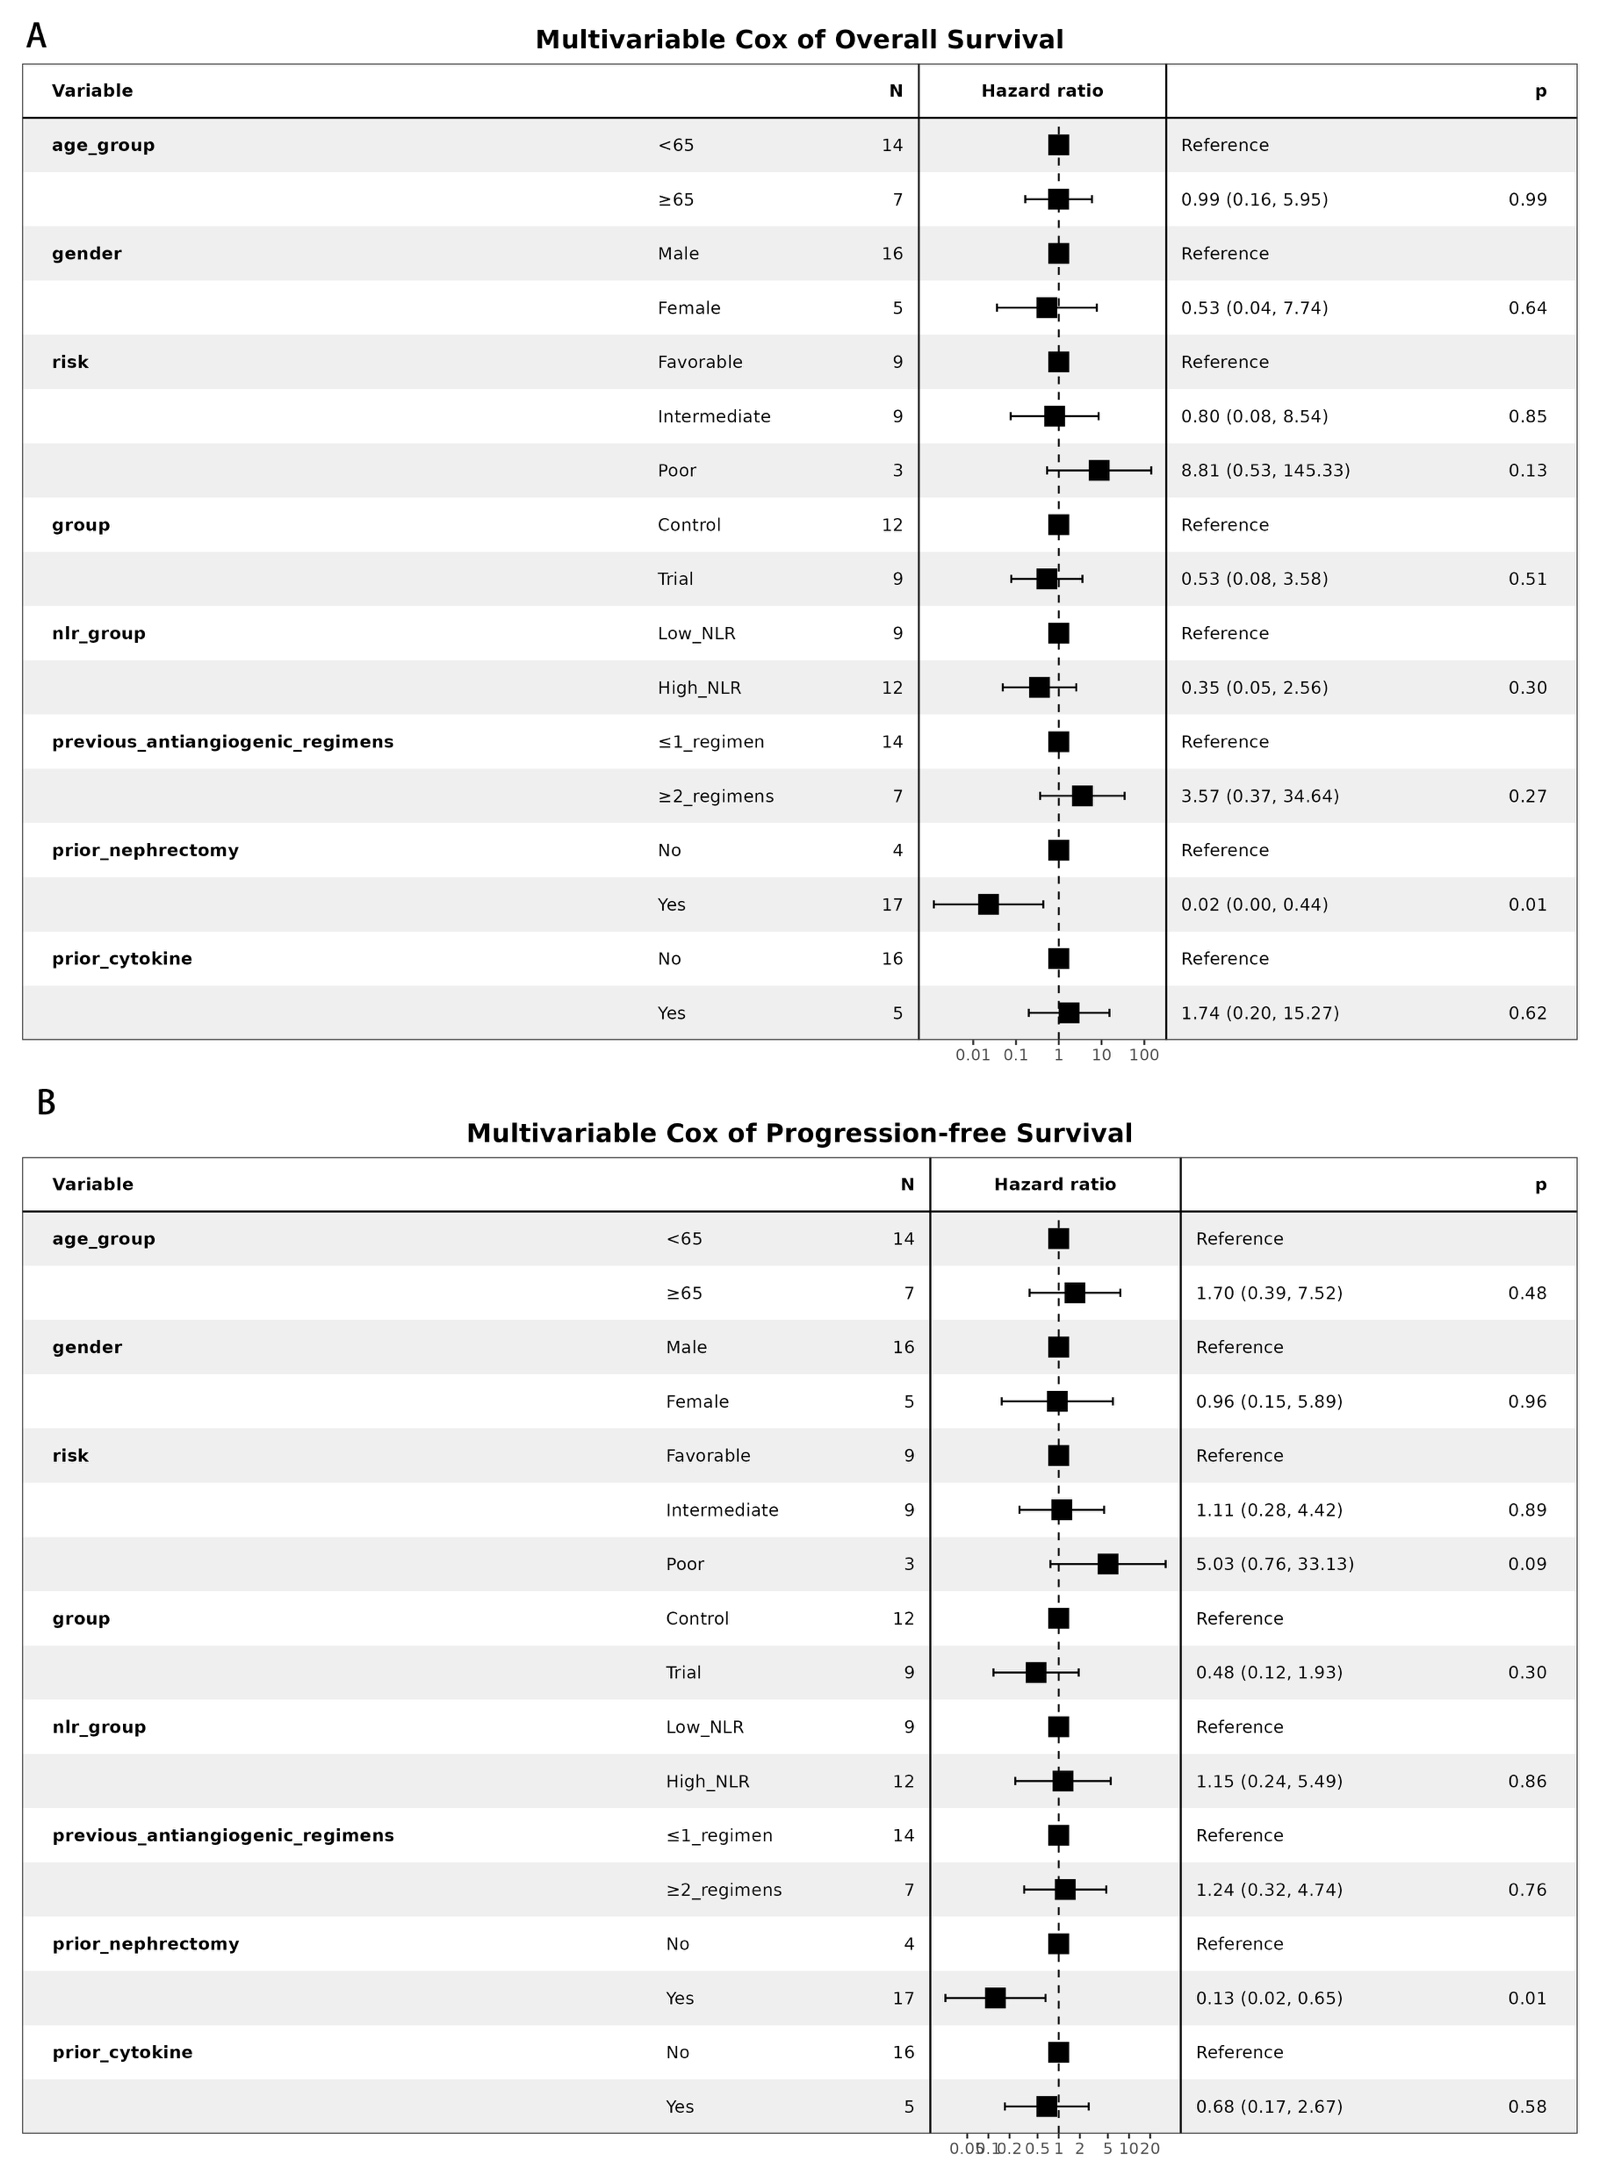 A
Multivariable Cox of Overall Survival
Variable N Hazard ratio p
age_group <65 14 Reference
≥65 7 0.99 (0.16, 5.95) 0.99
gender Male 16 Reference
Female 5 0.53 (0.04, 7.74) 0.64
risk Favorable 9 Reference
Intermediate 9 0.80 (0.08, 8.54) 0.85
Poor 3 8.81 (0.53, 145.33) 0.13
group Control 12 Reference
Trial 9 0.53 (0.08, 3.58) 0.51
nlr_group Low_NLR 9 Reference
High_NLR 12 0.35 (0.05, 2.56) 0.30
previous_antiangiogenic_regimens ≤1_regimen 14 Reference
≥2_regimens 7 3.57 (0.37, 34.64) 0.27
prior_nephrectomy No 4 Reference
Yes 17 0.02 (0.00, 0.44) 0.01
prior_cytokine No 16 Reference
Yes 5 1.74 (0.20, 15.27) 0.62
0.01 0.1 1 10 100
B
Multivariable Cox of Progression-free Survival
Variable N Hazard ratio p
age_group <65 14 Reference
≥65 7 1.70 (0.39, 7.52) 0.48
gender Male 16 Reference
Female 5 0.96 (0.15, 5.89) 0.96
risk Favorable 9 Reference
Intermediate 9 1.11 (0.28, 4.42) 0.89
Poor 3 5.03 (0.76, 33.13) 0.09
group Control 12 Reference
Trial 9 0.48 (0.12, 1.93) 0.30
nlr_group Low_NLR 9 Reference
High_NLR 12 1.15 (0.24, 5.49) 0.86
previous_antiangiogenic_regimens ≤1_regimen 14 Reference
≥2_regimens 7 1.24 (0.32, 4.74) 0.76
prior_nephrectomy No 4 Reference
Yes 17 0.13 (0.02, 0.65) 0.01
prior_cytokine No 16 Reference
Yes 5 0.68 (0.17, 2.67) 0.58
0.05 0.1 0.2 0.5 1 2 5 10 20